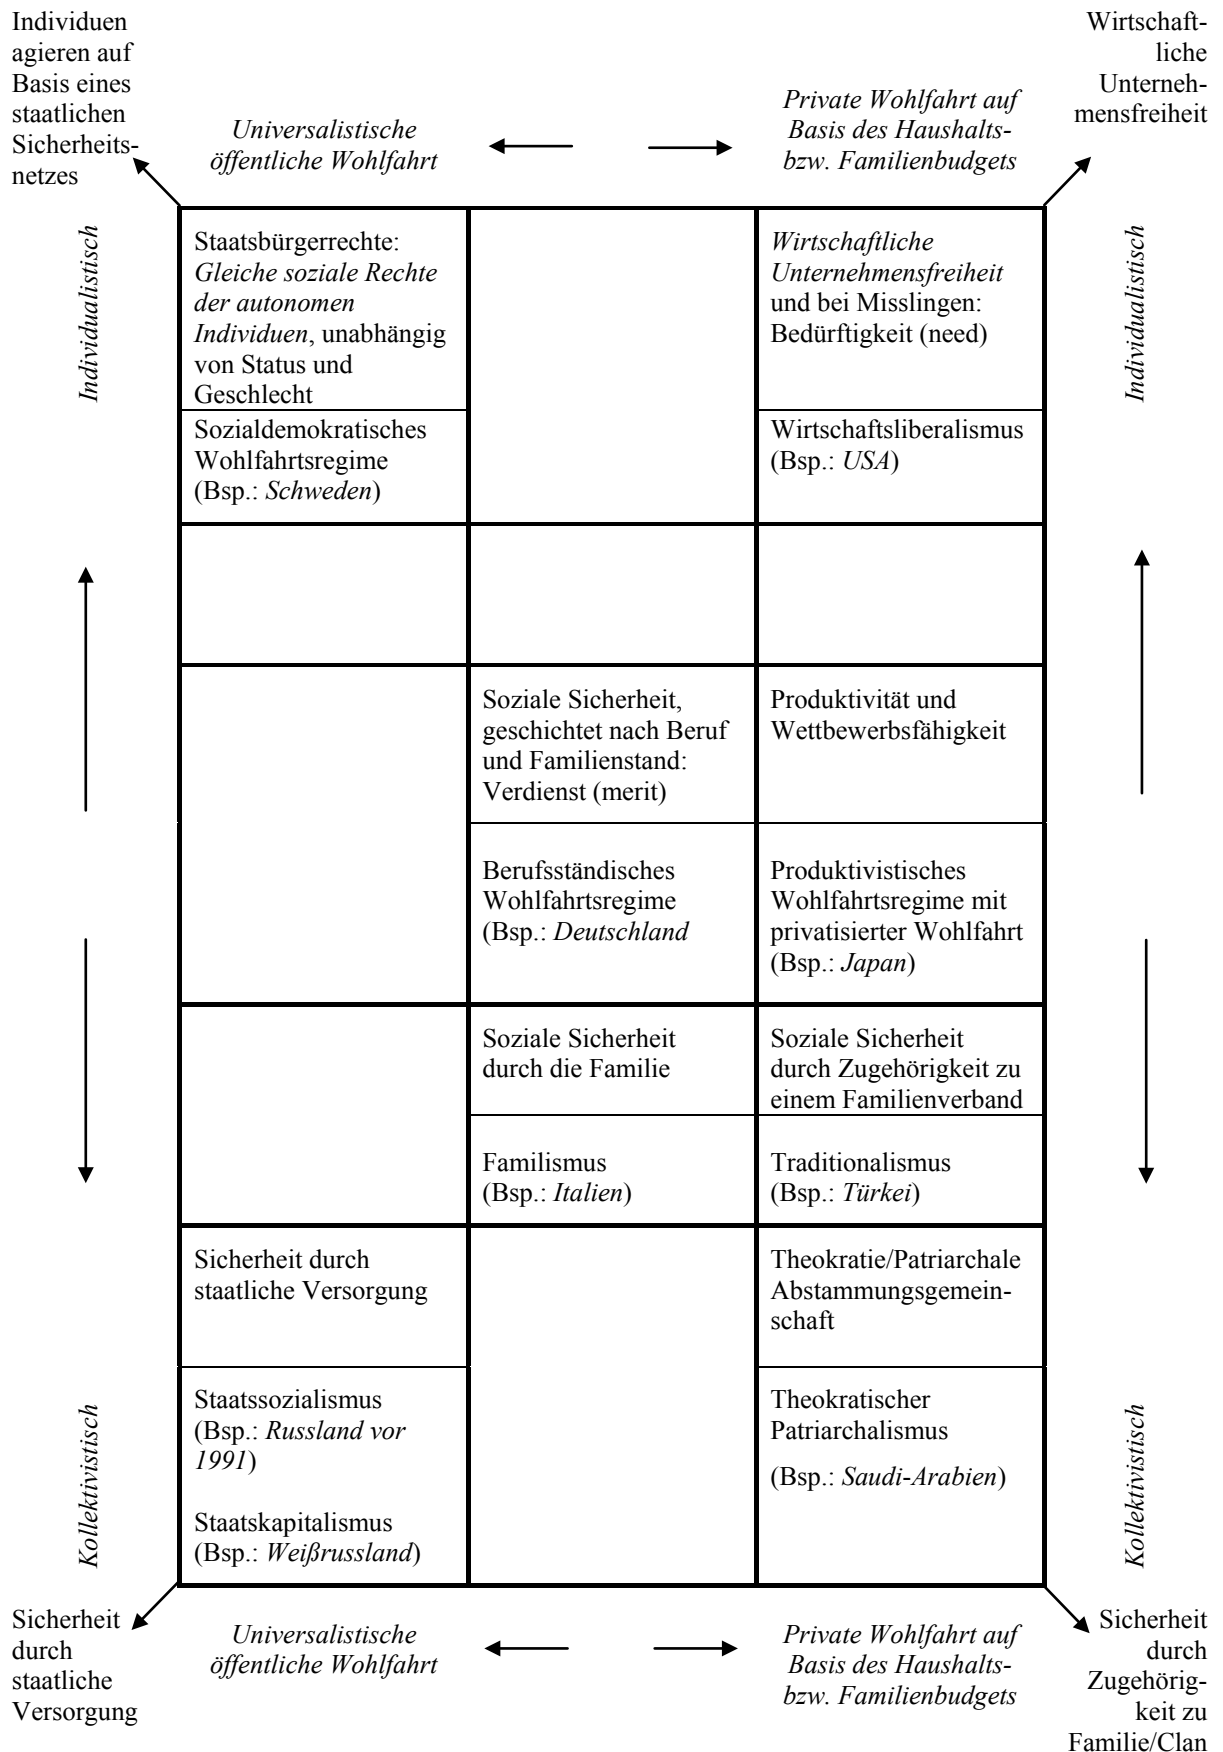 Individuen
agieren auf
Basis eines
staatlichen
Sicherheits-
netzes
Wirtschaft-
liche
Unterneh-
mensfreiheit
Universalistische
öffentliche Wohlfahrt
Private Wohlfahrt auf
Basis des Haushalts-
bzw. Familienbudgets
Individualistisch
Staatsbürgerrechte:
Gleiche soziale Rechte
der autonomen
Individuen, unabhängig
von Status und
Geschlecht
Wirtschaftliche
Unternehmensfreiheit
und bei Misslingen:
Bedürftigkeit (need)
Individualistisch
Sozialdemokratisches
Wohlfahrtsregime
(Bsp.: Schweden)
Wirtschaftsliberalismus
(Bsp.: USA)
Soziale Sicherheit,
geschichtet nach Beruf
und Familienstand:
Verdienst (merit)
Produktivität und
Wettbewerbsfähigkeit
Berufsständisches
Wohlfahrtsregime
(Bsp.: Deutschland
Produktivistisches
Wohlfahrtsregime mit
privatisierter Wohlfahrt
(Bsp.: Japan)
Soziale Sicherheit
durch die Familie
Soziale Sicherheit
durch Zugehörigkeit zu
einem Familienverband
Familismus
(Bsp.: Italien)
Traditionalismus
(Bsp.: Türkei)
Sicherheit durch
staatliche Versorgung
Theokratie/Patriarchale
Abstammungsgemein-
schaft
Kollektivistisch
Staatssozialismus
(Bsp.: Russland vor
1991)
Staatskapitalismus
(Bsp.: Weißrussland)
Theokratischer
Patriarchalismus
(Bsp.: Saudi-Arabien)
Kollektivistisch
Sicherheit
durch
staatliche
Versorgung
Universalistische
öffentliche Wohlfahrt
Private Wohlfahrt auf
Basis des Haushalts-
bzw. Familienbudgets
Sicherheit
durch
Zugehörig-
keit zu
Familie/Clan